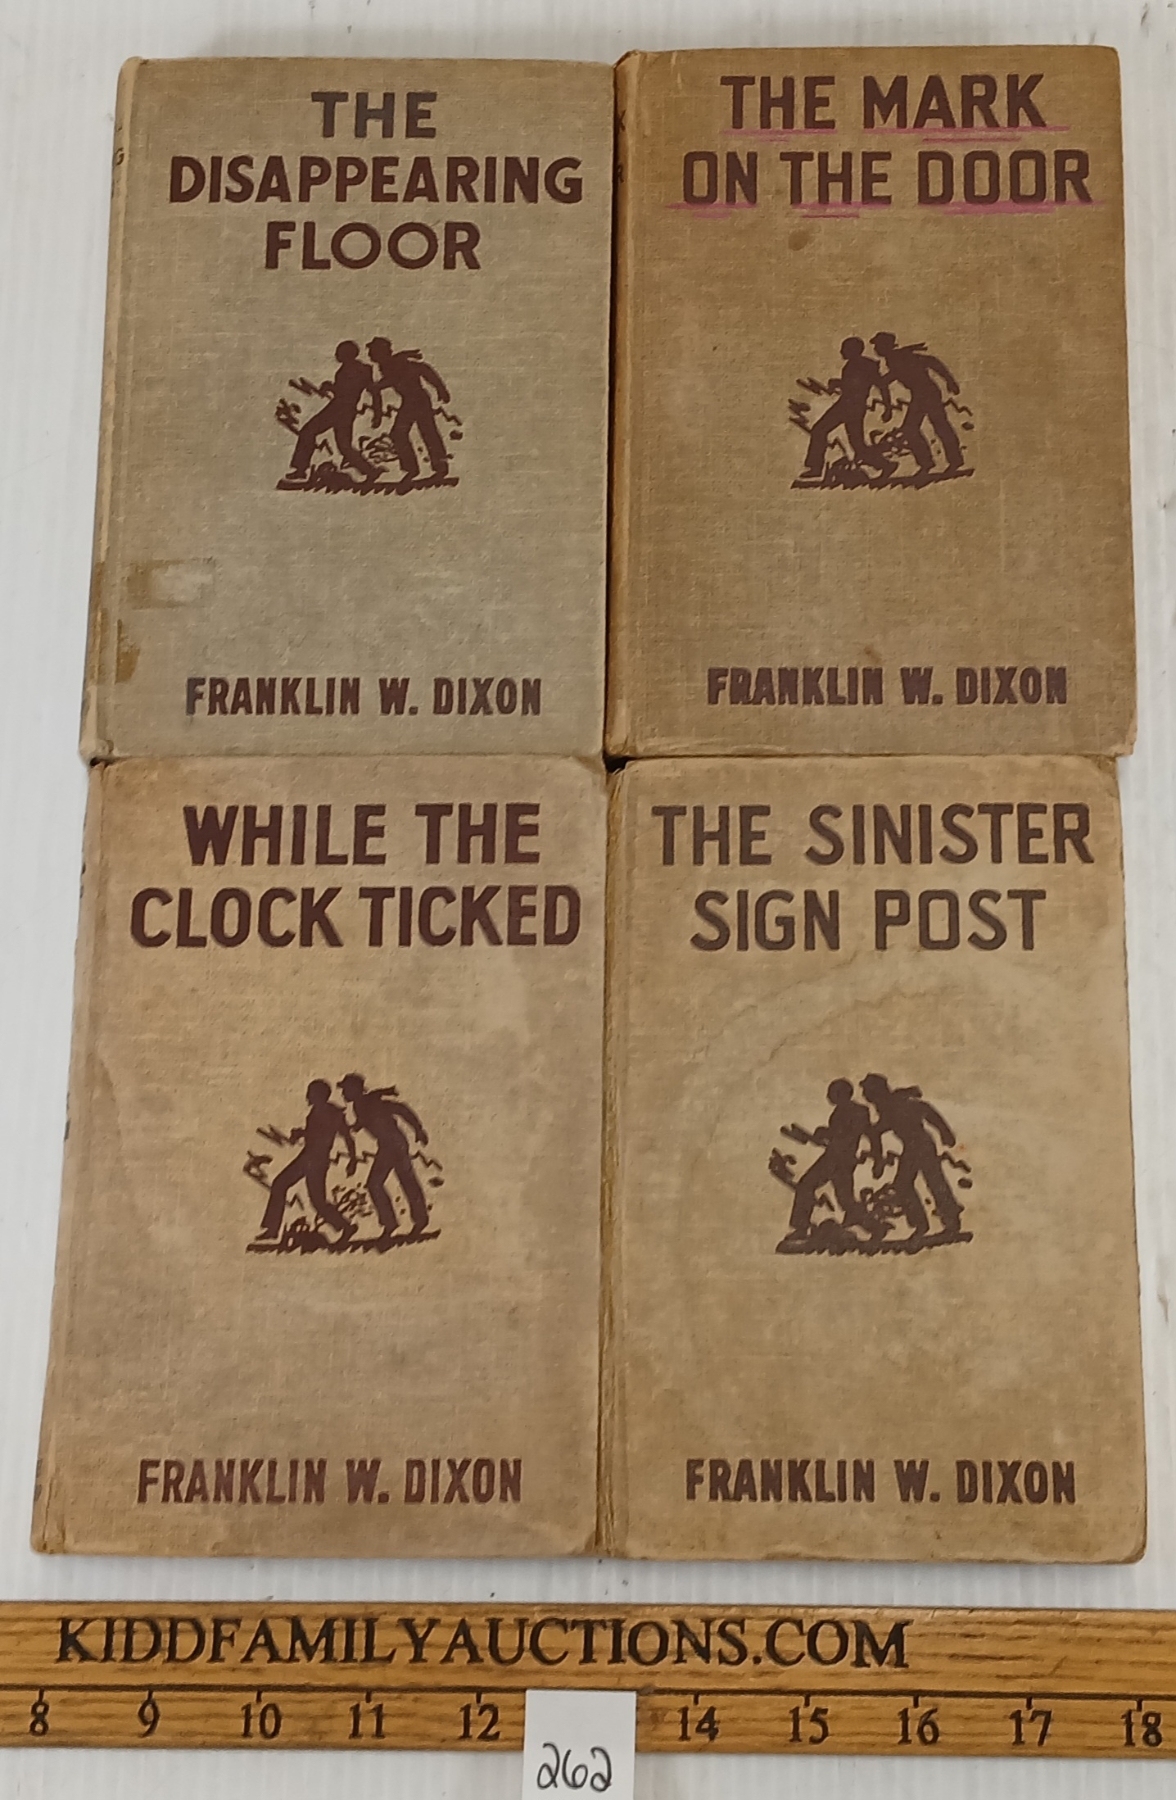 THE
DISAPPEARING
FLOOR
FRANKLIN W. DIXON
THE MARK
ON THE DOOR
FRANKLIN W. DIXON
WHILE THE
CLOCK TICKED
FRANKLIN W. DIXON
THE SINISTER
SIGN POST
FRANKLIN W. DIXON
KIDDFAMILYAUCTIONS.COM
8 9 10 11 12 14 15 16 17 18
262